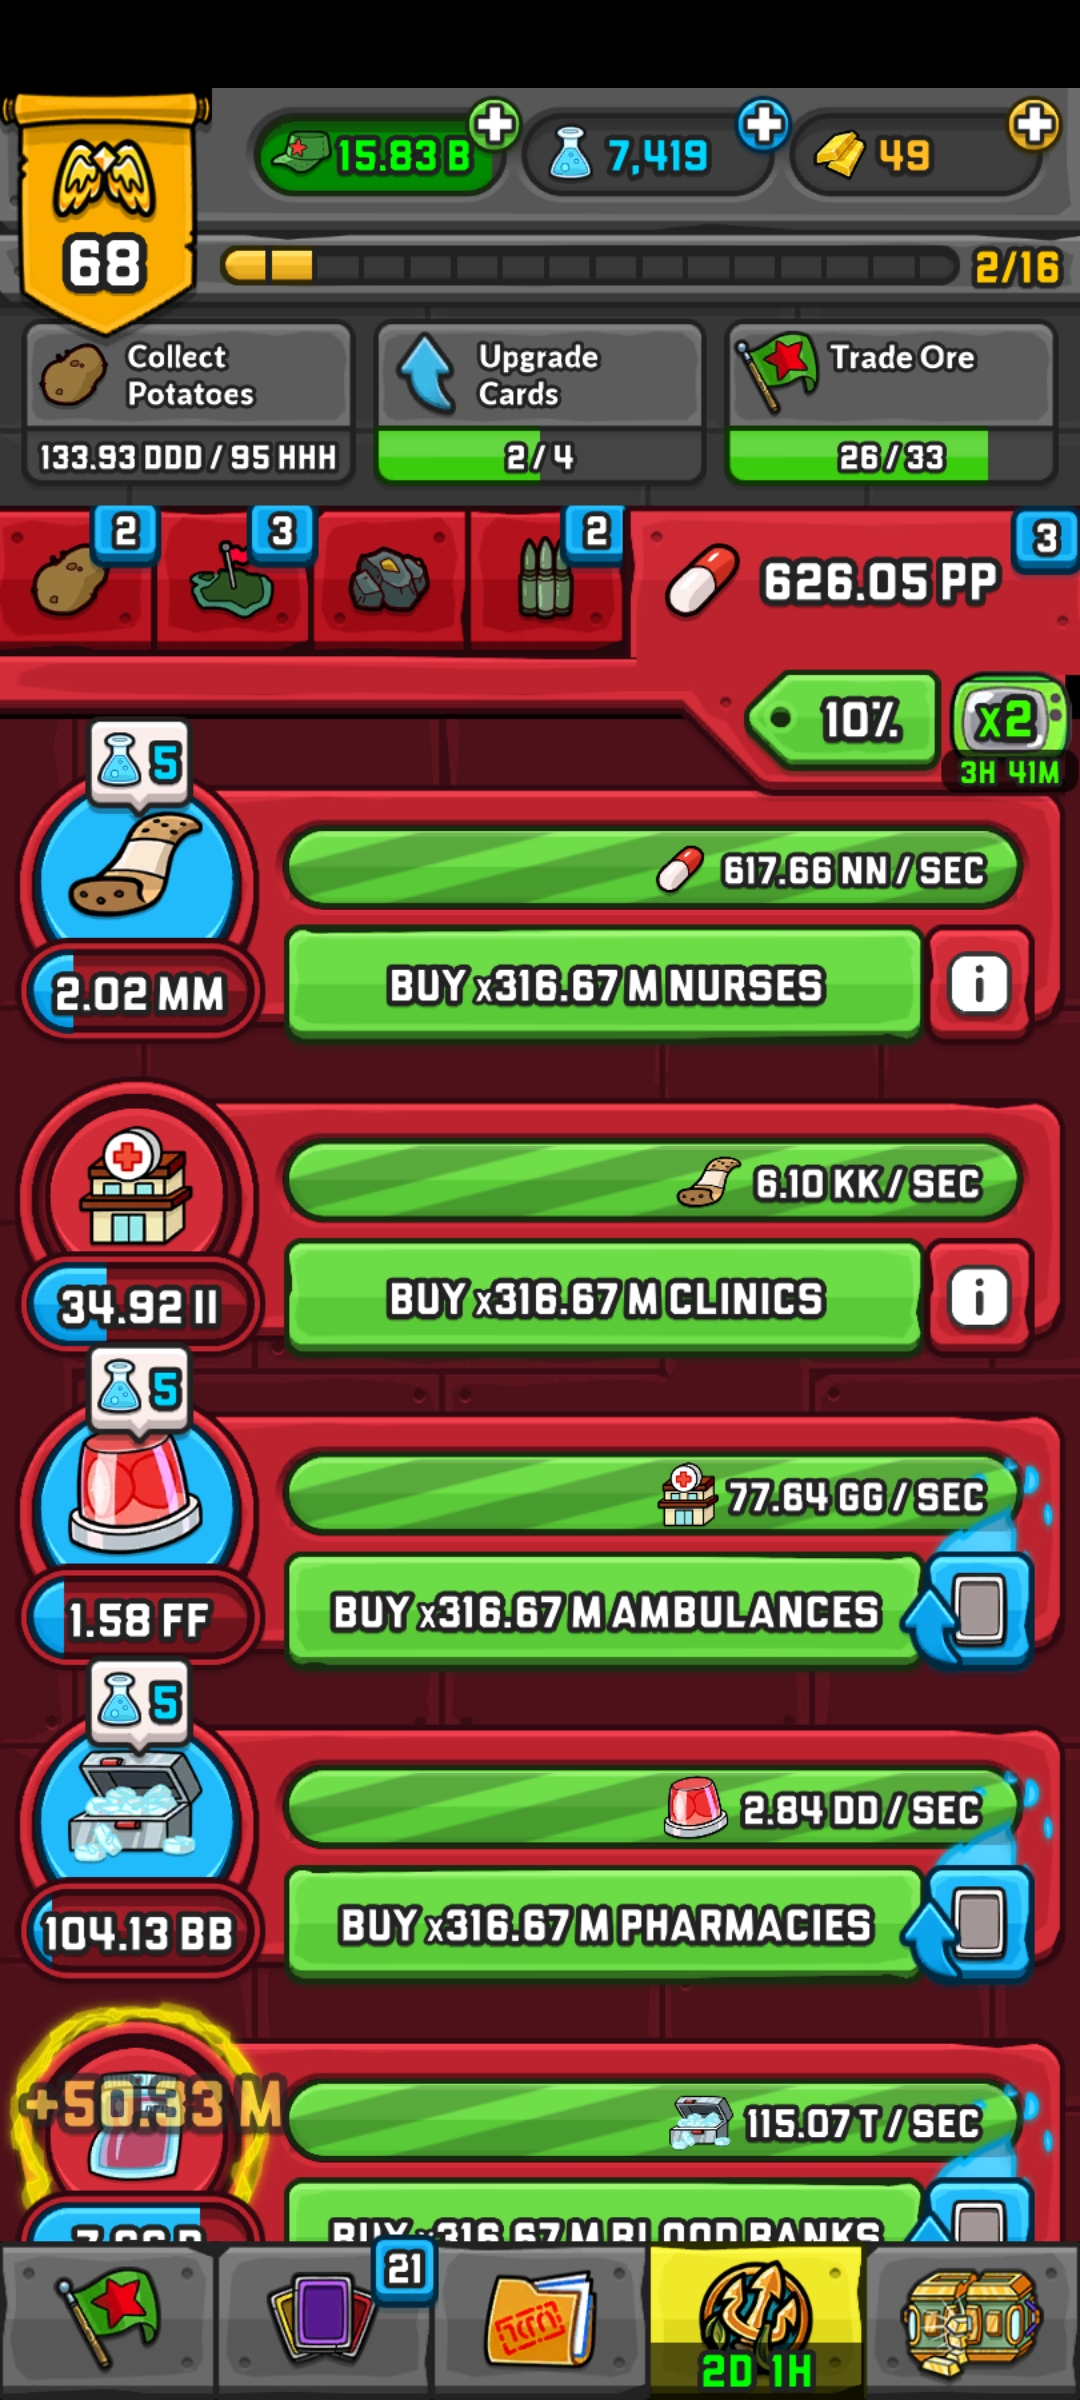 15.83 B
7,419
49
68
2/16
Collect
Potatoes
133.93 DDD / 95 HHH
Upgrade
Cards
2/4
Trade Ore
26/33
2
3
2
3
626.05 PP
10%
x2
3H 41M
5
617.66 NN / SEC
2.02 MM
BUY x316.67 M NURSES
i
6.10 KK / SEC
34.92 II
BUY x316.67 M CLINICS
i
5
77.64 GG / SEC
1.58 FF
BUY x316.67 M AMBULANCES
5
2.84 DD / SEC
104.13 BB
BUY x316.67 M PHARMACIES
+50.33 M
115.07 T / SEC
BUY x316.67 M BLOOD BANKS
21
2D 1H